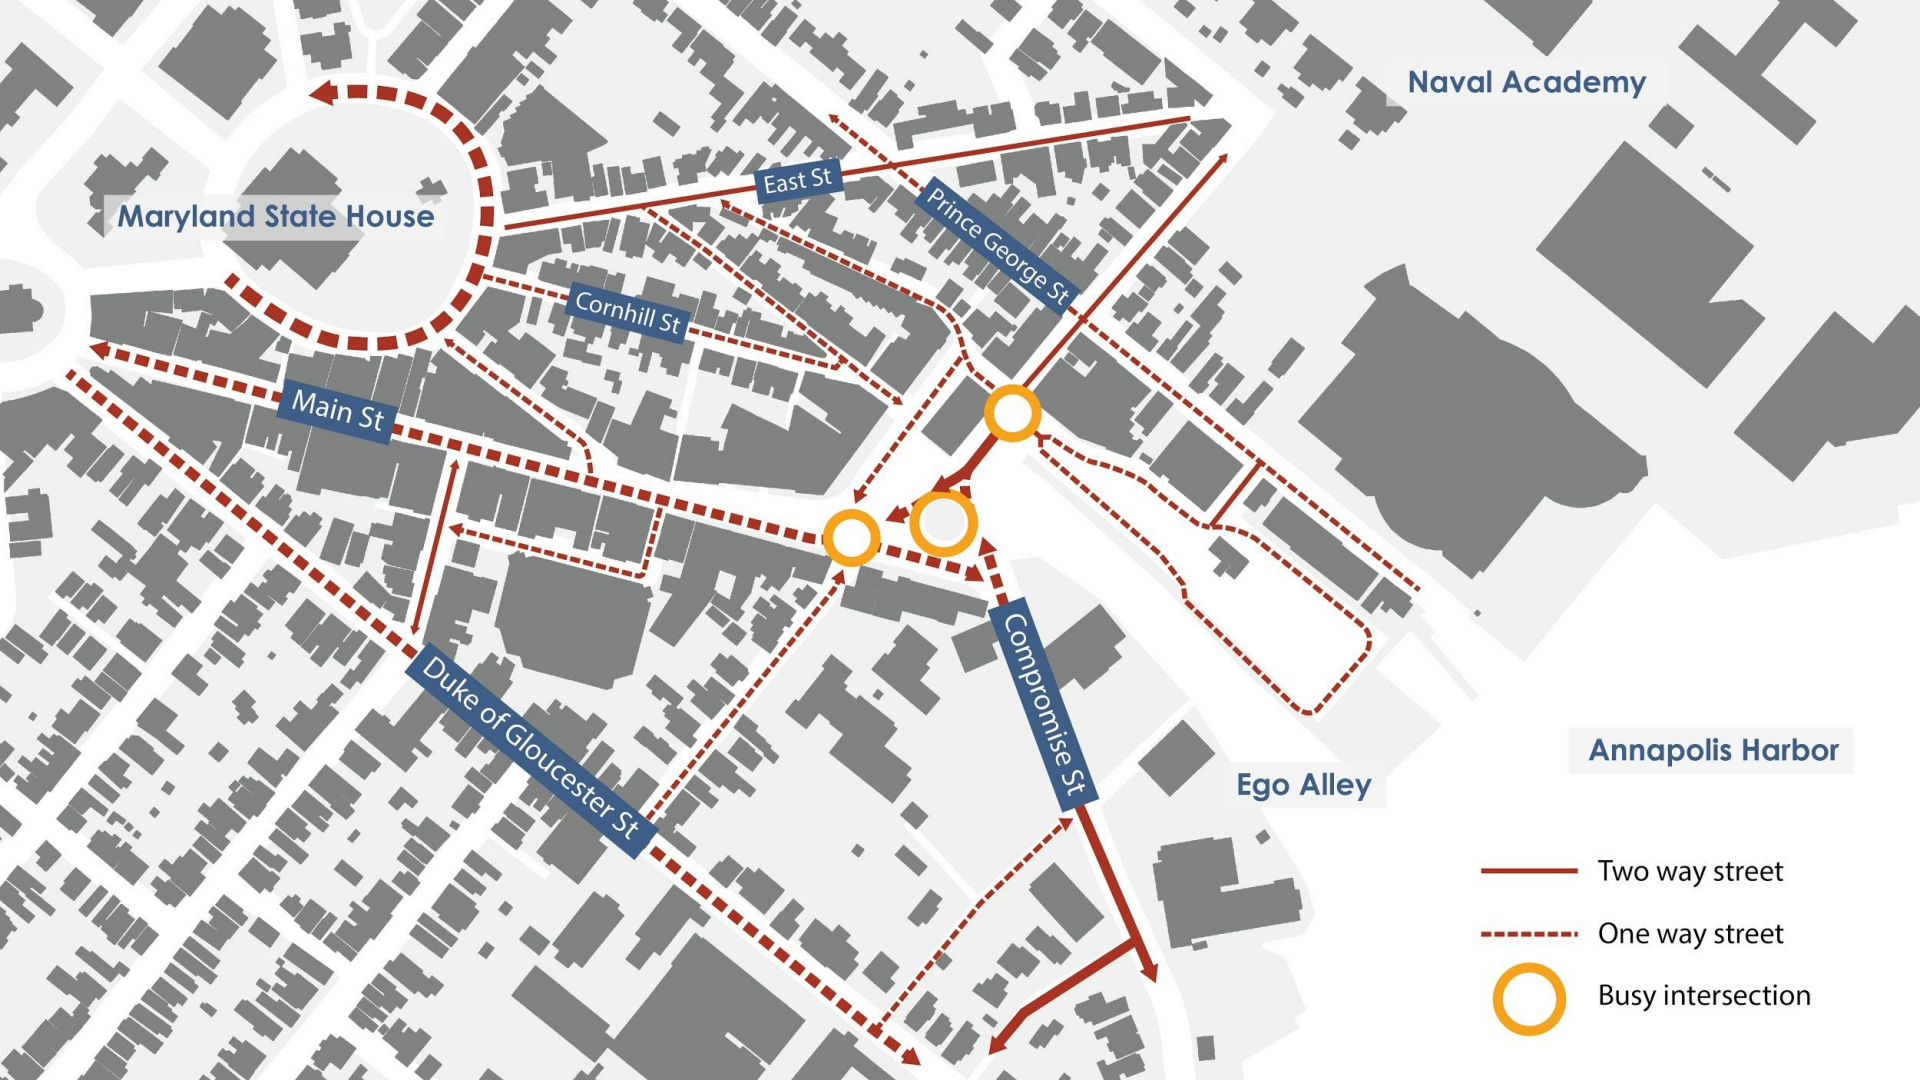 Naval Academy
East St
Maryland State House
Prince George St
Cornhill St
Main St
Duke of Gloucester St
Compromise St
Annapolis Harbor
Ego Alley
Two way street
One way street
Busy intersection